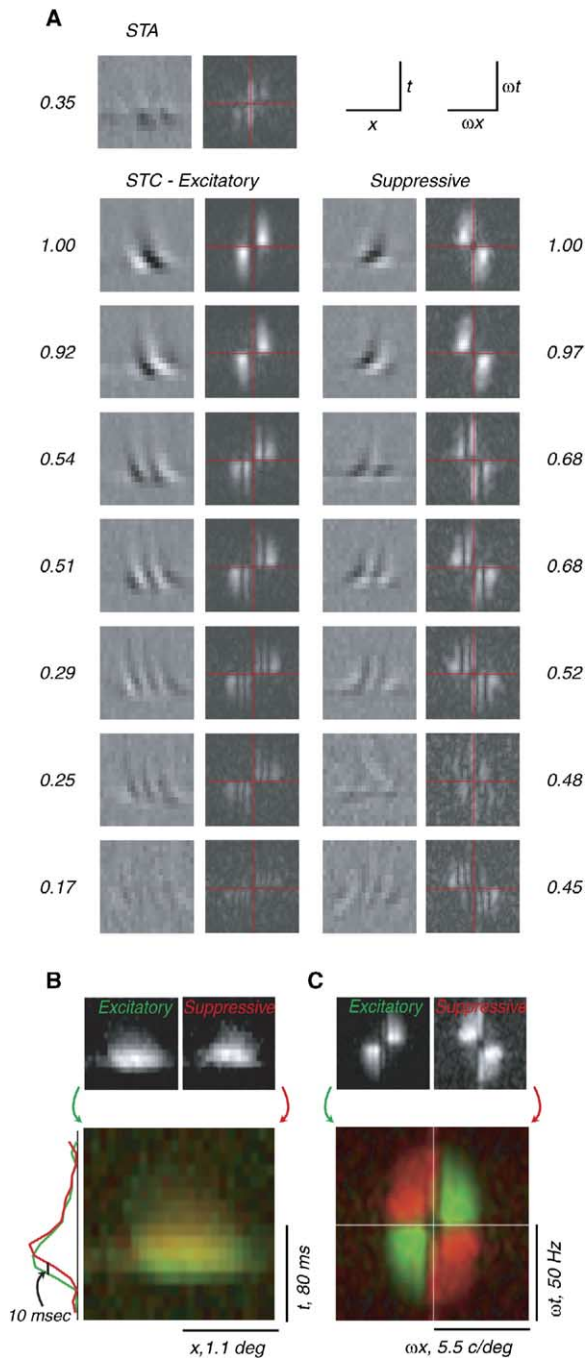 A
STA
0.35
t
x
ωt
ωx
STC - Excitatory
Suppressive
1.00
1.00
0.92
0.97
0.54
0.68
0.51
0.68
0.29
0.52
0.25
0.48
0.17
0.45
B
Excitatory
Suppressive
10 msec
t, 80 ms
x, 1.1 deg
C
Excitatory
Suppressive
ωt, 50 Hz
ωx, 5.5 c/deg